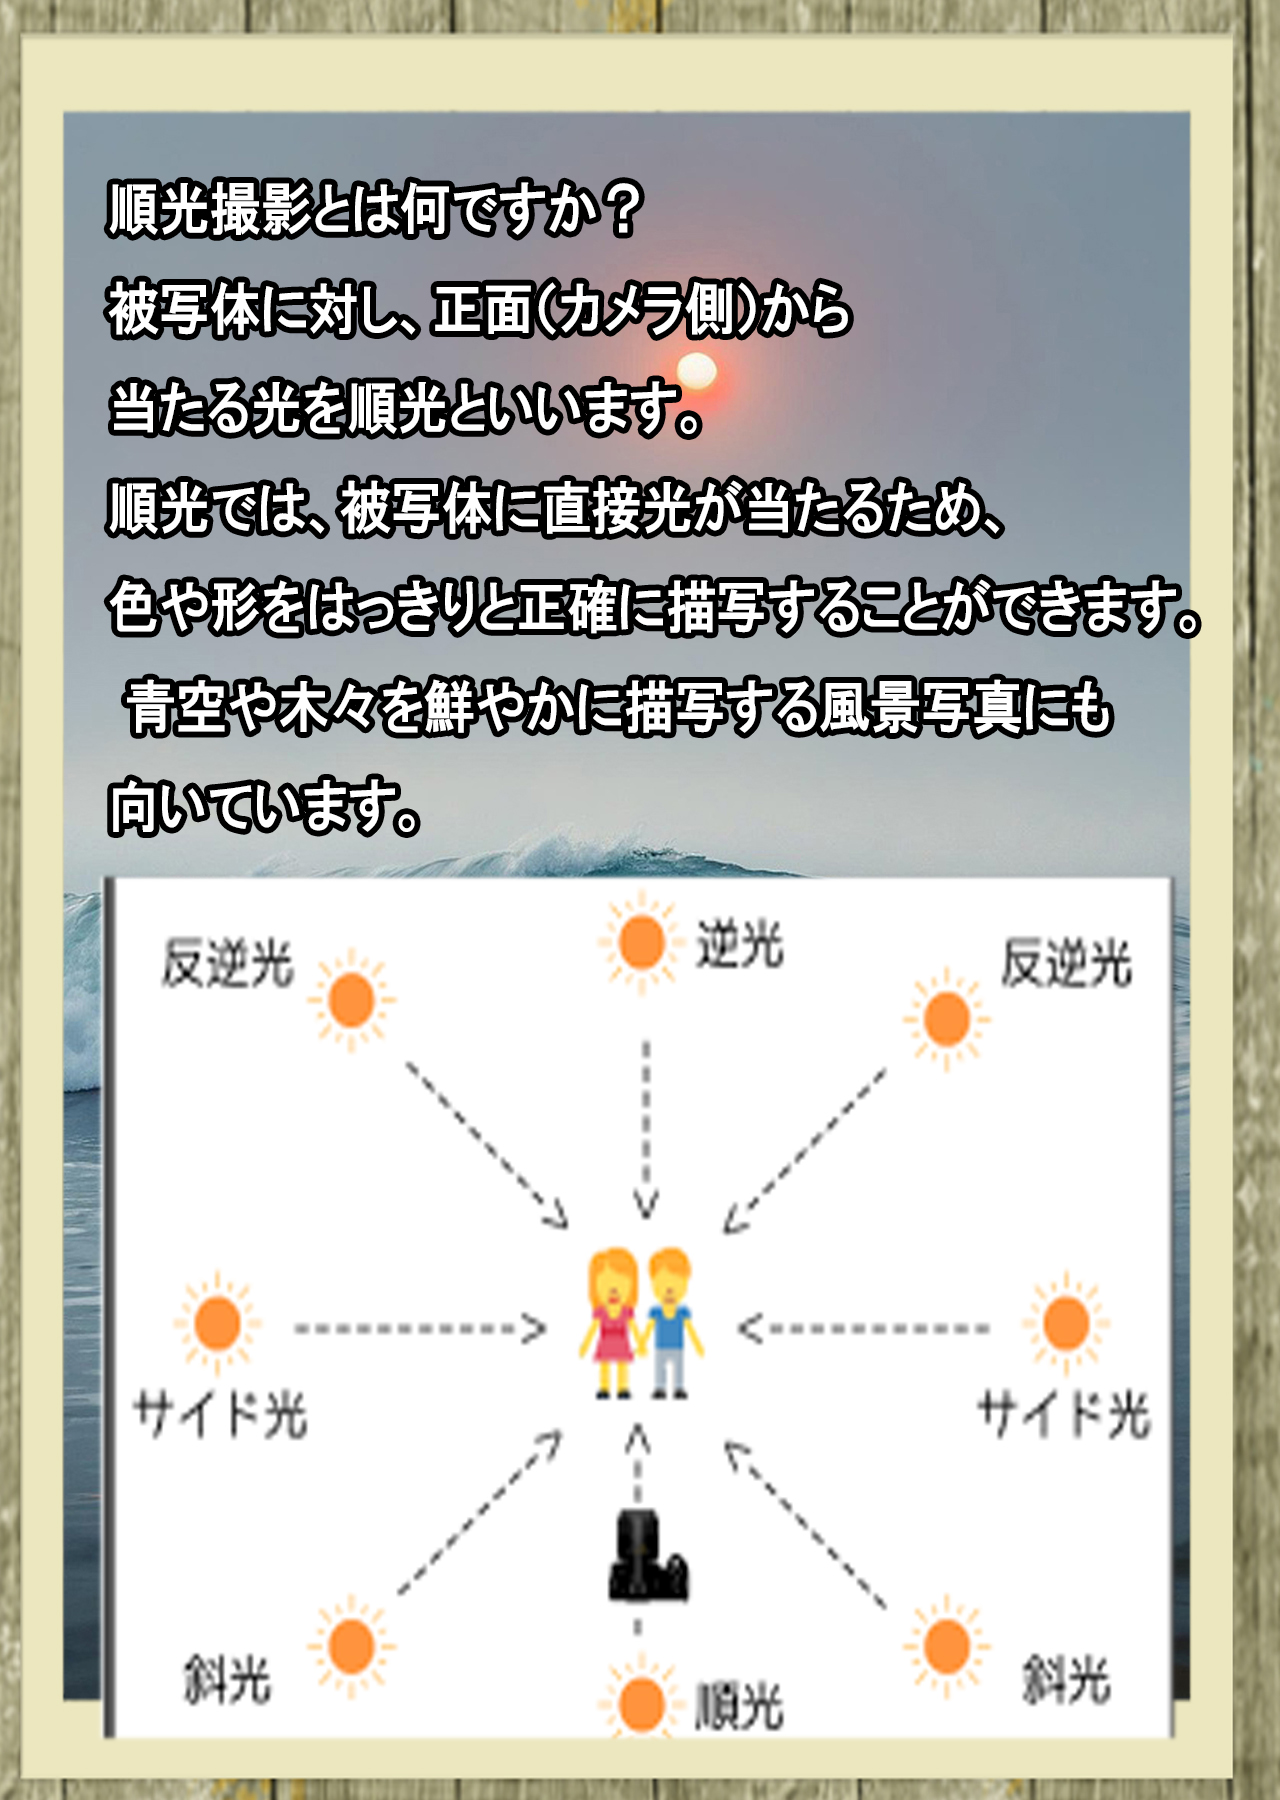 順光撮影とは何ですか？
被写体に対し、正面（カメラ側）から
当たる光を順光といいます。
順光では、被写体に直接光が当たるため、
色や形をはっきりと正確に描写することができます。
青空や木々を鮮やかに描写する風景写真にも
向いています。
反逆光
逆光
反逆光
サイド光
サイド光
斜光
順光
斜光